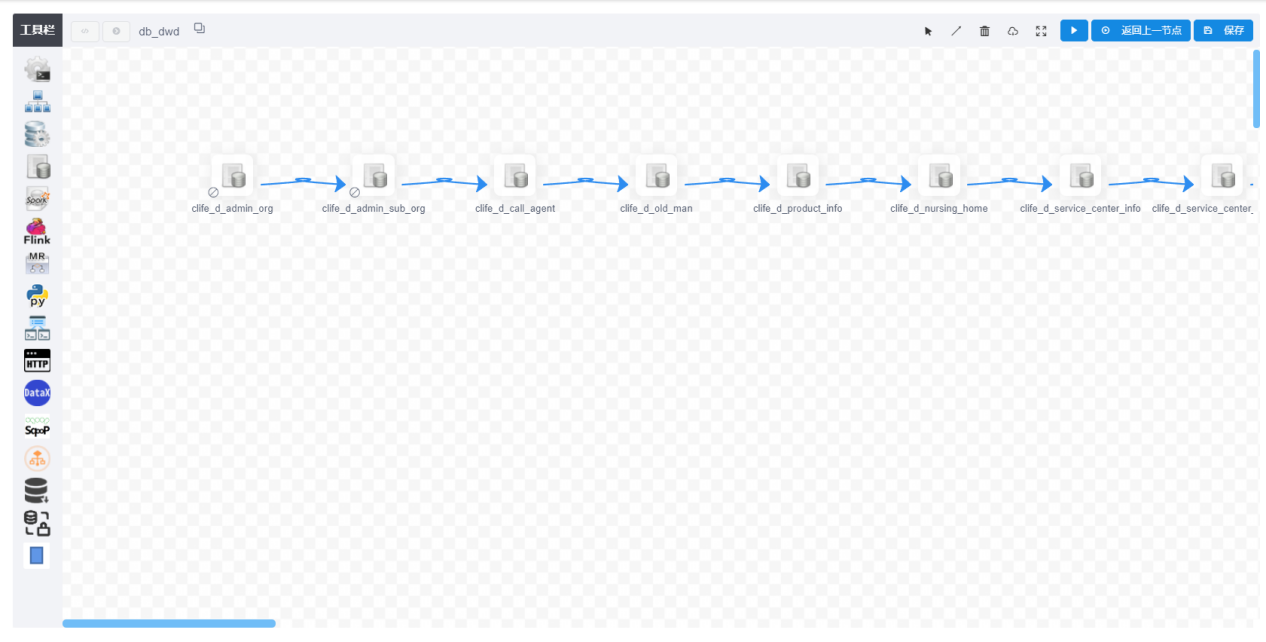 工具栏
db_dwd
返回上一节点
保存
clife_d_admin_org
clife_d_admin_sub_org
clife_d_call_agent
clife_d_old_man
clife_d_product_info
clife_d_nursing_home
clife_d_service_center_info
clife_d_service_center_
Spark
Flink
MR
py
HTTP
DataX
Sqoop